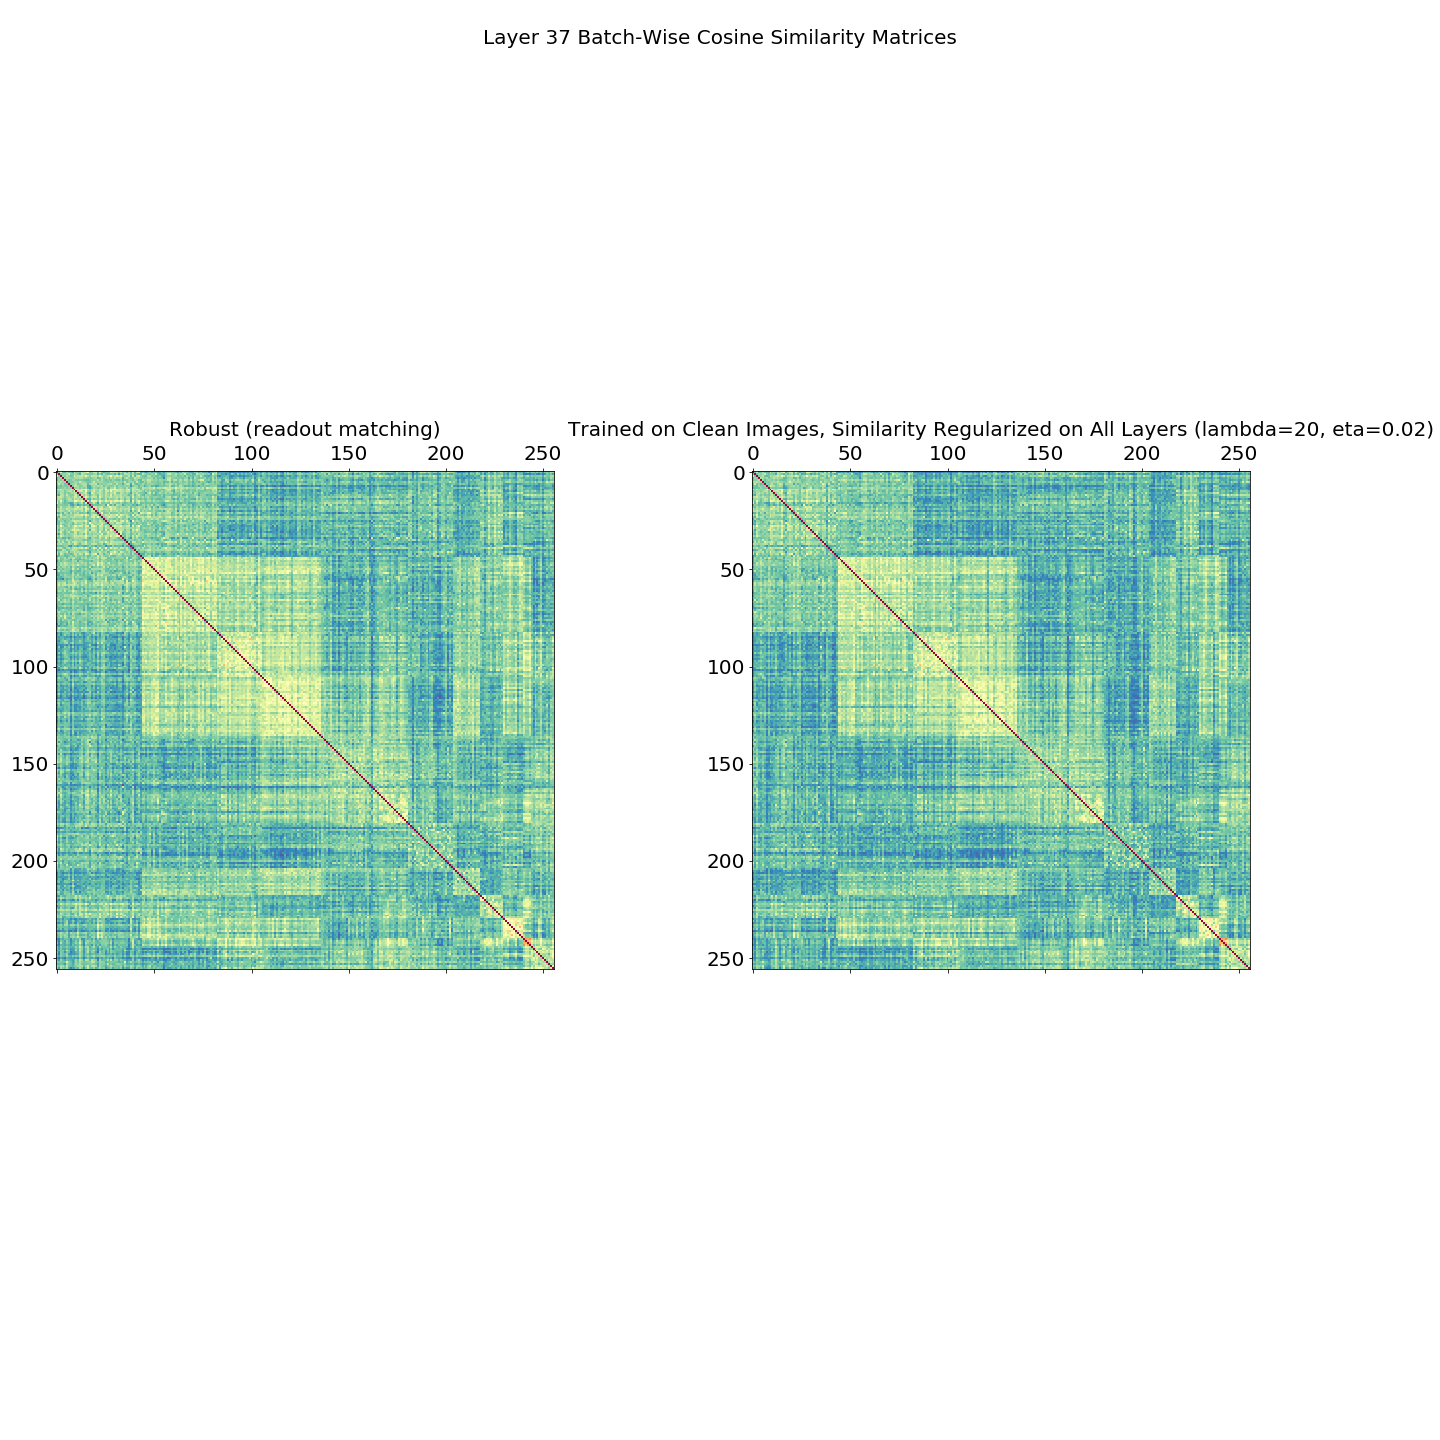 Layer 37 Batch-Wise Cosine Similarity Matrices
Robust (readout matching)
0 50 100 150 200 250
0
50
100
150
200
250
Trained on Clean Images, Similarity Regularized on All Layers (lambda=20, eta=0.02)
0 50 100 150 200 250
0
50
100
150
200
250